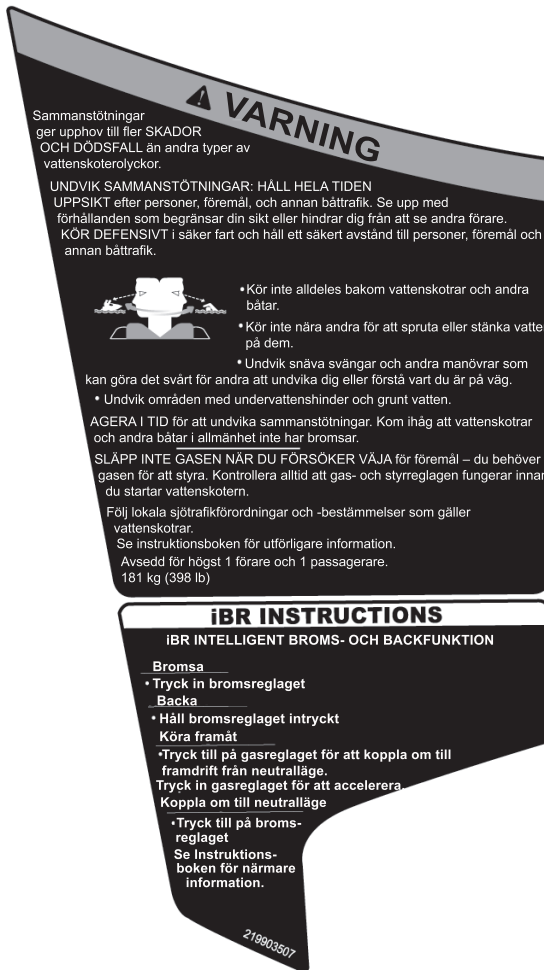 VARNING
Sammanstötningar
ger upphov till fler SKADOR
OCH DÖDSFALL än andra typer av
vattenskoterolyckor.
UNDVIK SAMMANSTÖTNINGAR: HÅLL HELA TIDEN
UPPSIKT efter personer, föremål, och annan båttrafik. Se upp med
förhållanden som begränsar din sikt eller hindrar dig från att se andra förare.
KÖR DEFENSIVT i säker fart och håll ett säkert avstånd till personer, föremål och
annan båttrafik.
• Kör inte alldeles bakom vattenskotrar och andra
båtar.
• Kör inte nära andra för att spruta eller stänka vatte
på dem.
• Undvik snäva svängar och andra manövrar som
kan göra det svårt för andra att undvika dig eller förstå vart du är på väg.
• Undvik områden med undervattenshinder och grunt vatten.
AGERA I TID för att undvika sammanstötningar. Kom ihåg att vattenskotrar
och andra båtar i allmänhet inte har bromsar.
SLÄPP INTE GASEN NÄR DU FÖRSÖKER VÄJA för föremål – du behöver
gasen för att styra. Kontrollera alltid att gas- och styrreglagen fungerar innan
du startar vattenskotern.
Följ lokala sjötrafikförordningar och -bestämmelser som gäller
vattenskotrar.
Se instruktionsboken för utförligare information.
Avsedd för högst 1 förare och 1 passagerare.
181 kg (398 lb)
iBR INSTRUCTIONS
iBR INTELLIGENT BROMS- OCH BACKFUNKTION
Bromsa
• Tryck in bromsreglaget
Backa
• Håll bromsreglaget intryckt
Köra framåt
•Tryck till på gasreglaget för att koppla om till
framdrift från neutralläge.
Tryck in gasreglaget för att accelerera.
Koppla om till neutralläge
•Tryck till på broms-
reglaget
Se Instruktions-
boken för närmare
information.
219903507